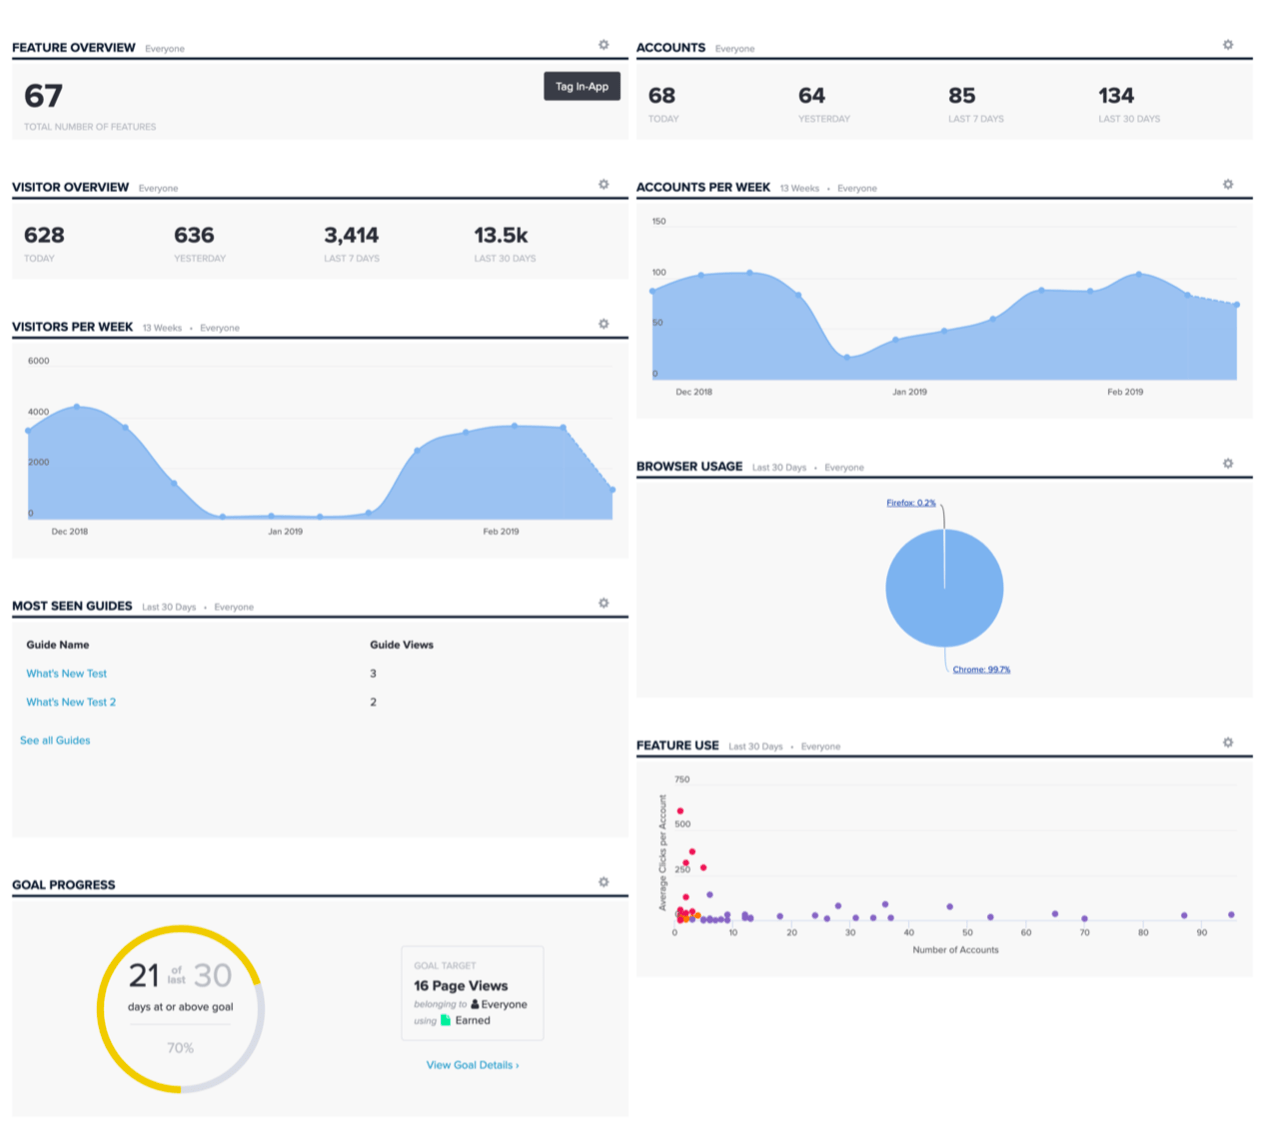 FEATURE OVERVIEW Everyone
67
TOTAL NUMBER OF FEATURES
Tag In-App
VISITOR OVERVIEW Everyone
628 636 3,414 13.5k
TODAY YESTERDAY LAST 7 DAYS LAST 30 DAYS
VISITORS PER WEEK 13 Weeks • Everyone
6000
4000
2000
0
Dec 2018 Jan 2019 Feb 2019
MOST SEEN GUIDES Last 30 Days • Everyone
Guide Name Guide Views
What's New Test 3
What's New Test 2 2
See all Guides
GOAL PROGRESS
21 of last 30
days at or above goal
70%
GOAL TARGET
16 Page Views
belonging to Everyone
using Earned
View Goal Details ›
ACCOUNTS Everyone
68 64 85 134
TODAY YESTERDAY LAST 7 DAYS LAST 30 DAYS
ACCOUNTS PER WEEK 13 Weeks • Everyone
150
100
50
0
Dec 2018 Jan 2019 Feb 2019
BROWSER USAGE Last 30 Days • Everyone
Firefox: 0.2%
Chrome: 99.7%
FEATURE USE Last 30 Days • Everyone
Average Clicks per Account
750
500
250
0
0 10 20 30 40 50 60 70 80 90
Number of Accounts